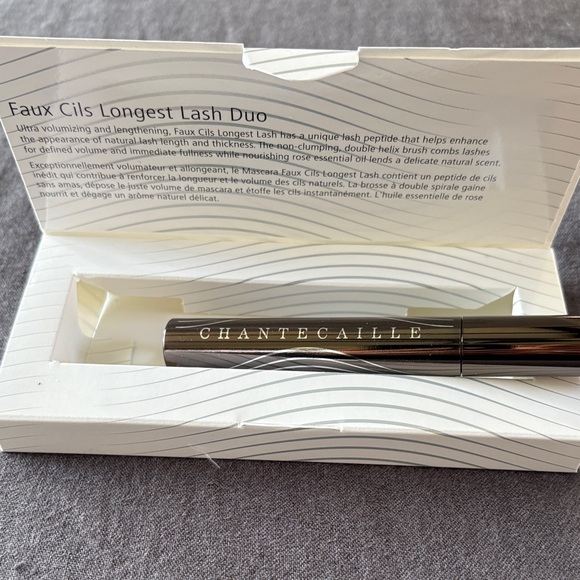 Faux Cils Longest Lash Duo
Ultra volumizing and lengthening, Faux Cils Longest Lash has a unique lash peptide that helps enhance
the appearance of natural lash length and thickness. The non-clumping, double helix brush combs lashes
for defined volume and immediate fullness while nourishing rose essential oil lends a delicate natural scent.
Exceptionnellement volumateur et allongeant, le Mascara Faux Cils Longest Lash contient un peptide de cils
inédit qui contribue à renforcer la longueur et le volume des cils naturels. La brosse à double spirale gaine
sans amas, dépose le juste volume de mascara et étoffe les cils instantanément. L'huile essentielle de rose
nourrit et dégage un arôme naturel délicat.
CHANTECAILLE